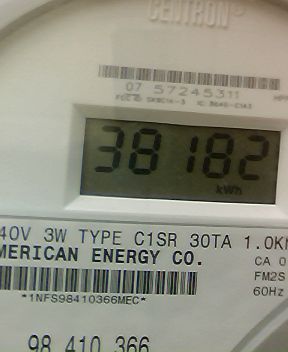 CENTRON®
07 57245311
38182
kWh
40V 3W TYPE C1SR 30TA 1.0K
MERICAN ENERGY CO.
CA 0
FM2S
60Hz
*1NFS98410366MEC*
98 410 366